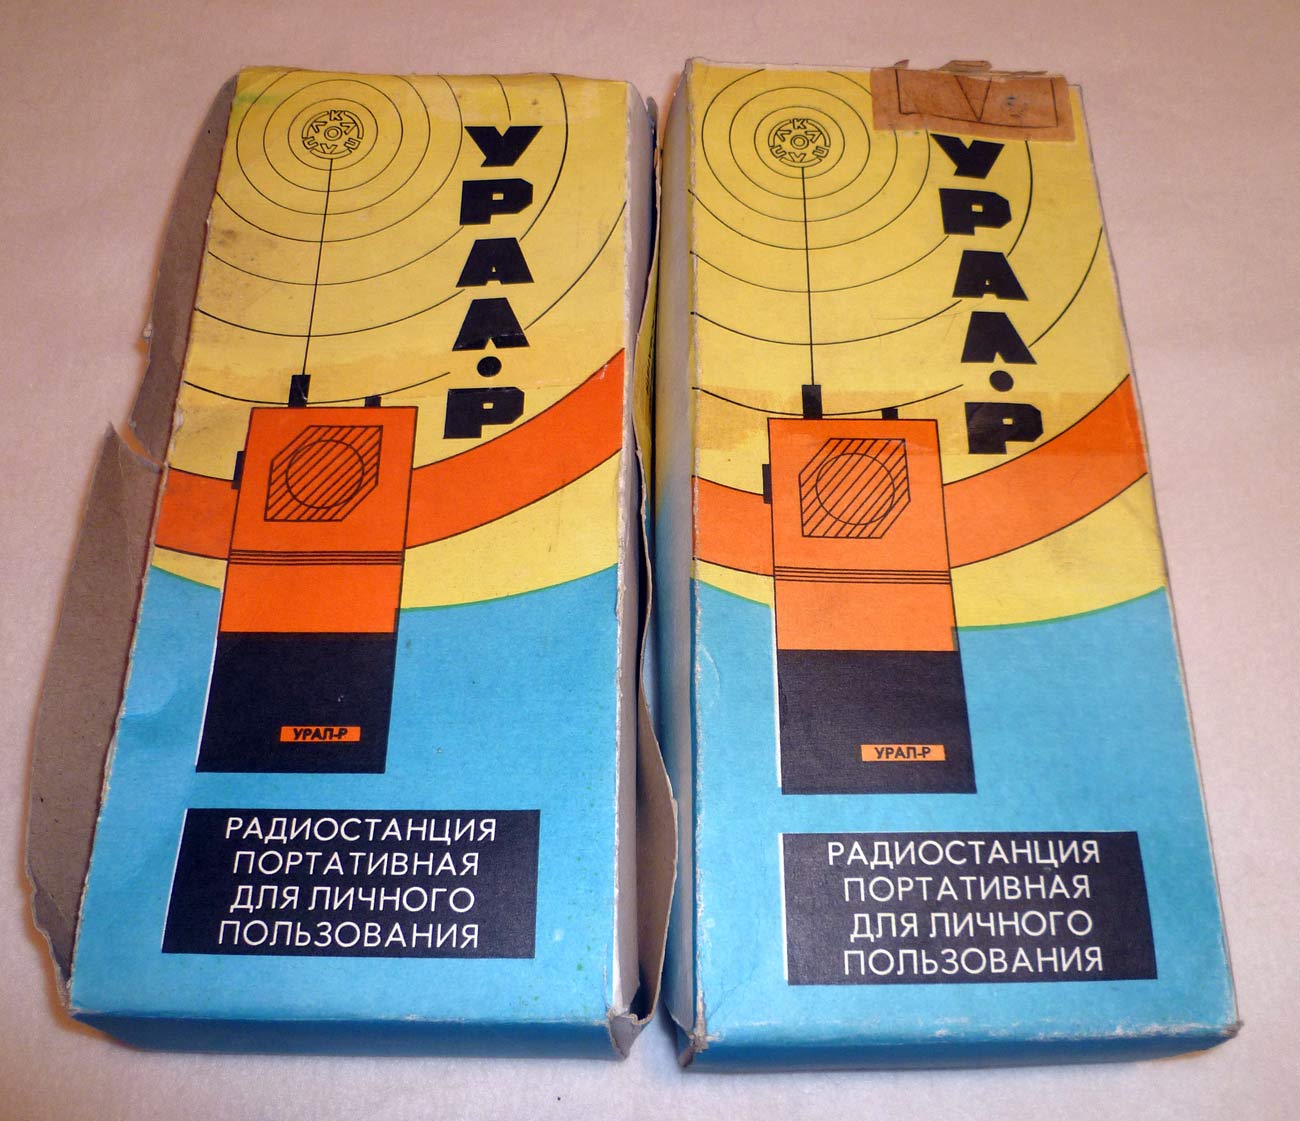 УРАЛ·Р
УРАЛ-Р
РАДИОСТАНЦИЯ
ПОРТАТИВНАЯ
ДЛЯ ЛИЧНОГО
ПОЛЬЗОВАНИЯ
УРАЛ·Р
УРАЛ-Р
РАДИОСТАНЦИЯ
ПОРТАТИВНАЯ
ДЛЯ ЛИЧНОГО
ПОЛЬЗОВАНИЯ